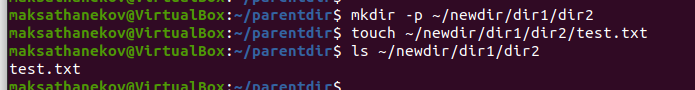 maksathanekov@VirtualBox:~/parentdir$ mkdir -p ~/newdir/dir1/dir2
maksathanekov@VirtualBox:~/parentdir$ touch ~/newdir/dir1/dir2/test.txt
maksathanekov@VirtualBox:~/parentdir$ ls ~/newdir/dir1/dir2
test.txt
maksathanekov@VirtualBox:~/parentdir$